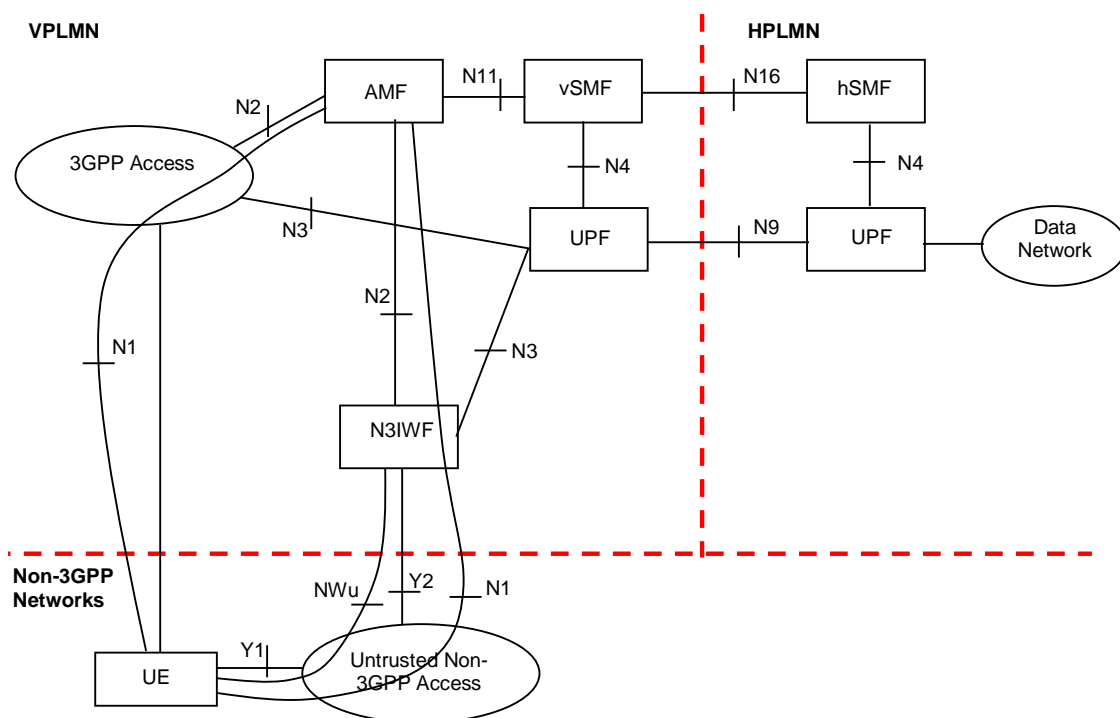 VPLMN
HPLMN
N2
AMF
N11
vSMF
N16
hSMF
3GPP Access
N4
N4
N3
UPF
N9
UPF
Data
Network
N2
N1
N3
N3IWF
Non-3GPP
Networks
NWu
Y2
N1
Y1
UE
Untrusted Non-
3GPP Access